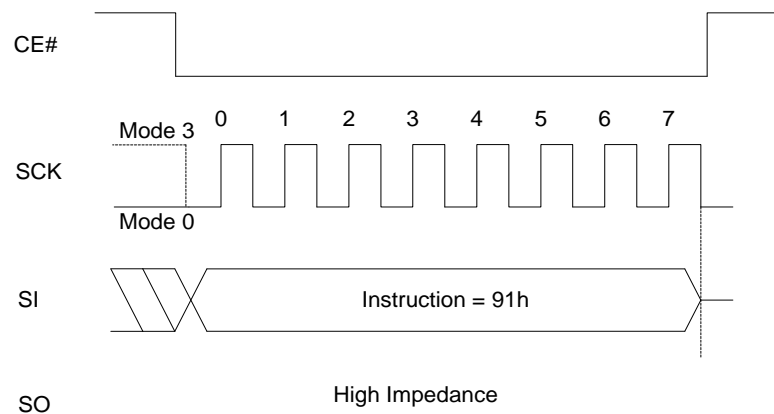 CE#
0 1 2 3 4 5 6 7
Mode 3
SCK
Mode 0
SI
Instruction = 91h
High Impedance
SO